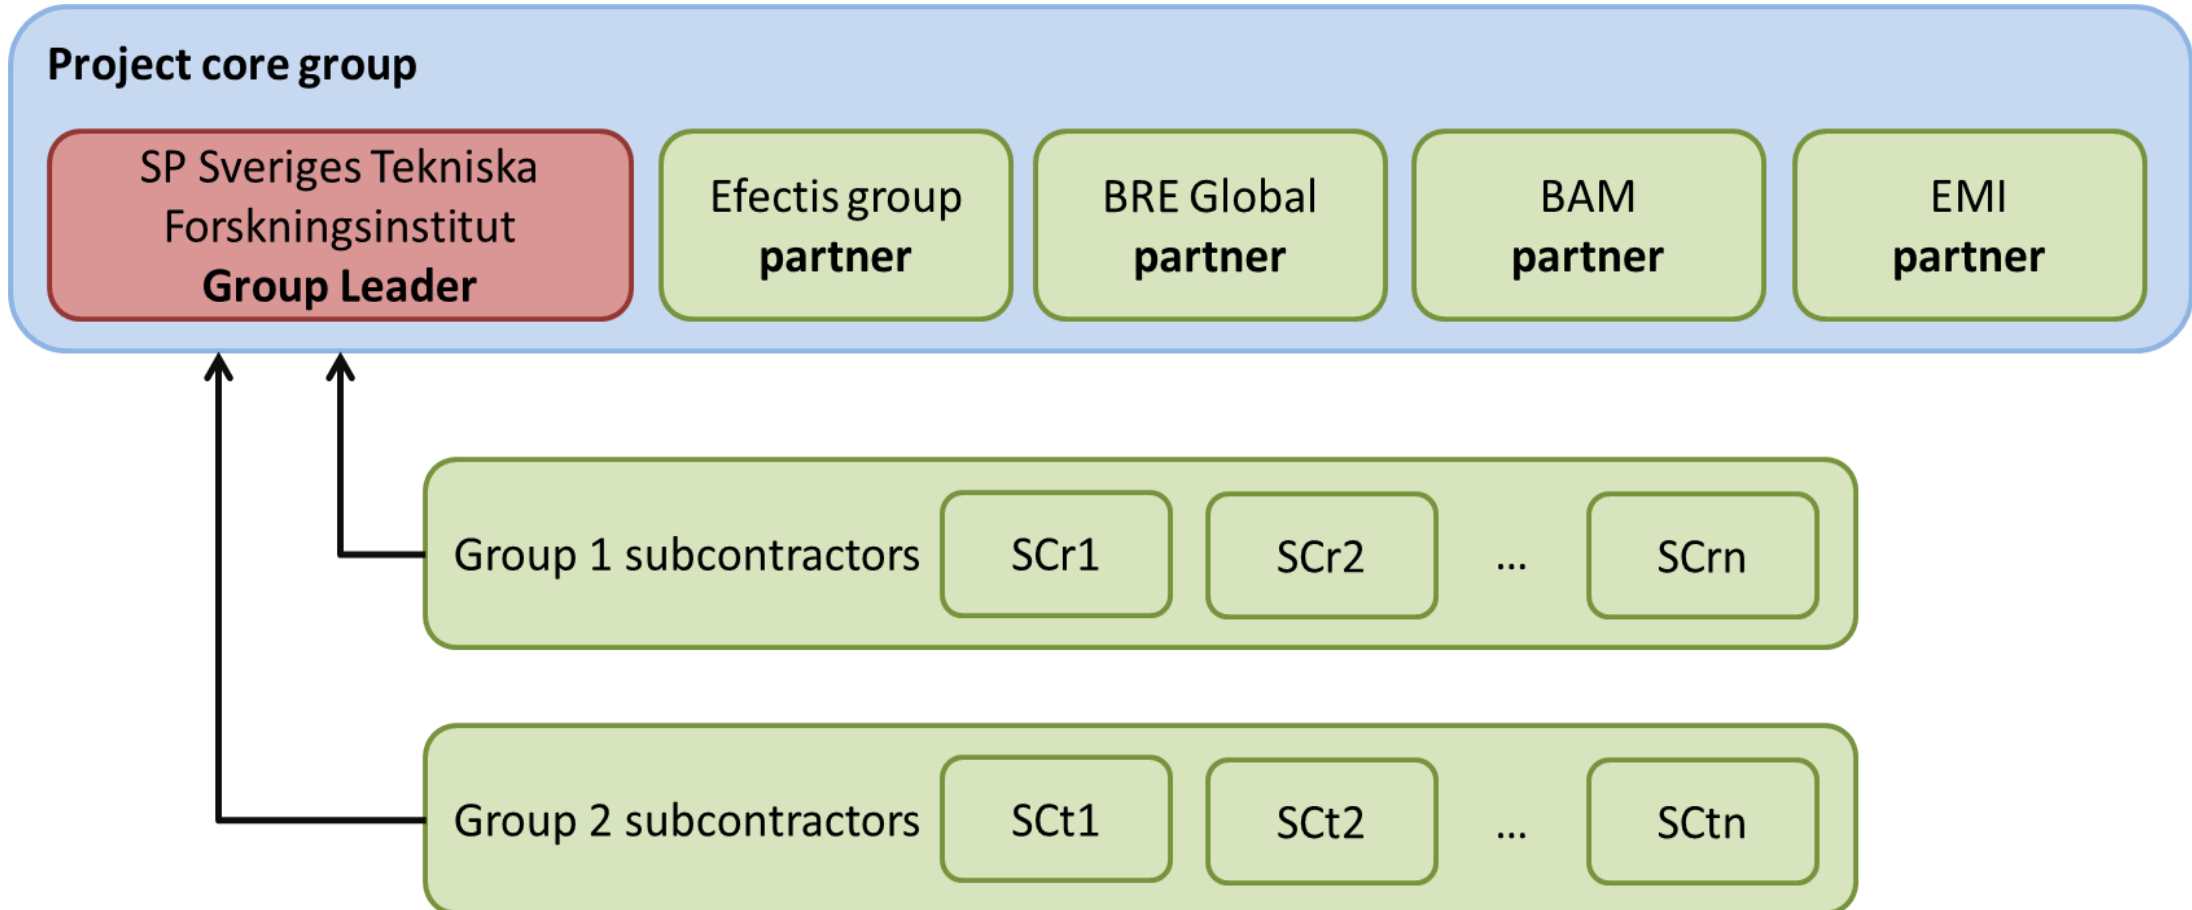 Project core group
SP Sveriges Tekniska
Forskningsinstitut
Group Leader
Efectis group
partner
BRE Global
partner
BAM
partner
EMI
partner
Group 1 subcontractors
SCr1
SCr2
...
SCrn
Group 2 subcontractors
SCt1
SCt2
...
SCtn